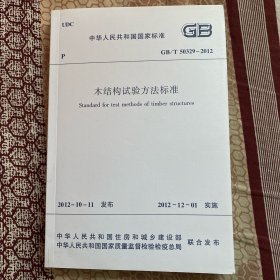 UDC
中华人民共和国国家标准
GB
P
GB/T 50329-2012
木结构试验方法标准
Standard for test methods of timber structures
2012-10-11 发布
2012-12-01 实施
中华人民共和国住房和城乡建设部
中华人民共和国国家质量监督检验检疫总局
联合发布